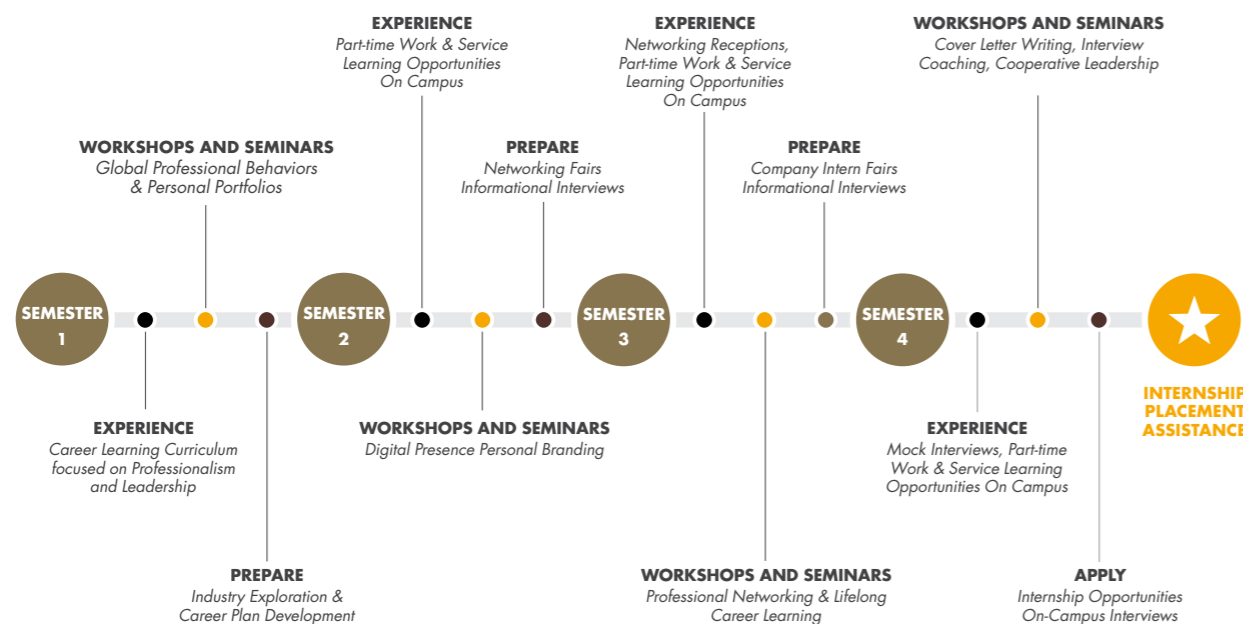 EXPERIENCE
Part-time Work & Service
Learning Opportunities
On Campus
EXPERIENCE
Networking Receptions,
Part-time Work & Service
Learning Opportunities
On Campus
WORKSHOPS AND SEMINARS
Cover Letter Writing, Interview
Coaching, Cooperative Leadership
WORKSHOPS AND SEMINARS
Global Professional Behaviors
& Personal Portfolios
PREPARE
Networking Fairs
Informational Interviews
PREPARE
Company Intern Fairs
Informational Interviews
SEMESTER
1
SEMESTER
2
SEMESTER
3
SEMESTER
4
INTERNSHIP
PLACEMENT
ASSISTANCE
EXPERIENCE
Career Learning Curriculum
focused on Professionalism
and Leadership
WORKSHOPS AND SEMINARS
Digital Presence Personal Branding
EXPERIENCE
Mock Interviews, Part-time
Work & Service Learning
Opportunities On Campus
PREPARE
Industry Exploration &
Career Plan Development
WORKSHOPS AND SEMINARS
Professional Networking & Lifelong
Career Learning
APPLY
Internship Opportunities
On-Campus Interviews